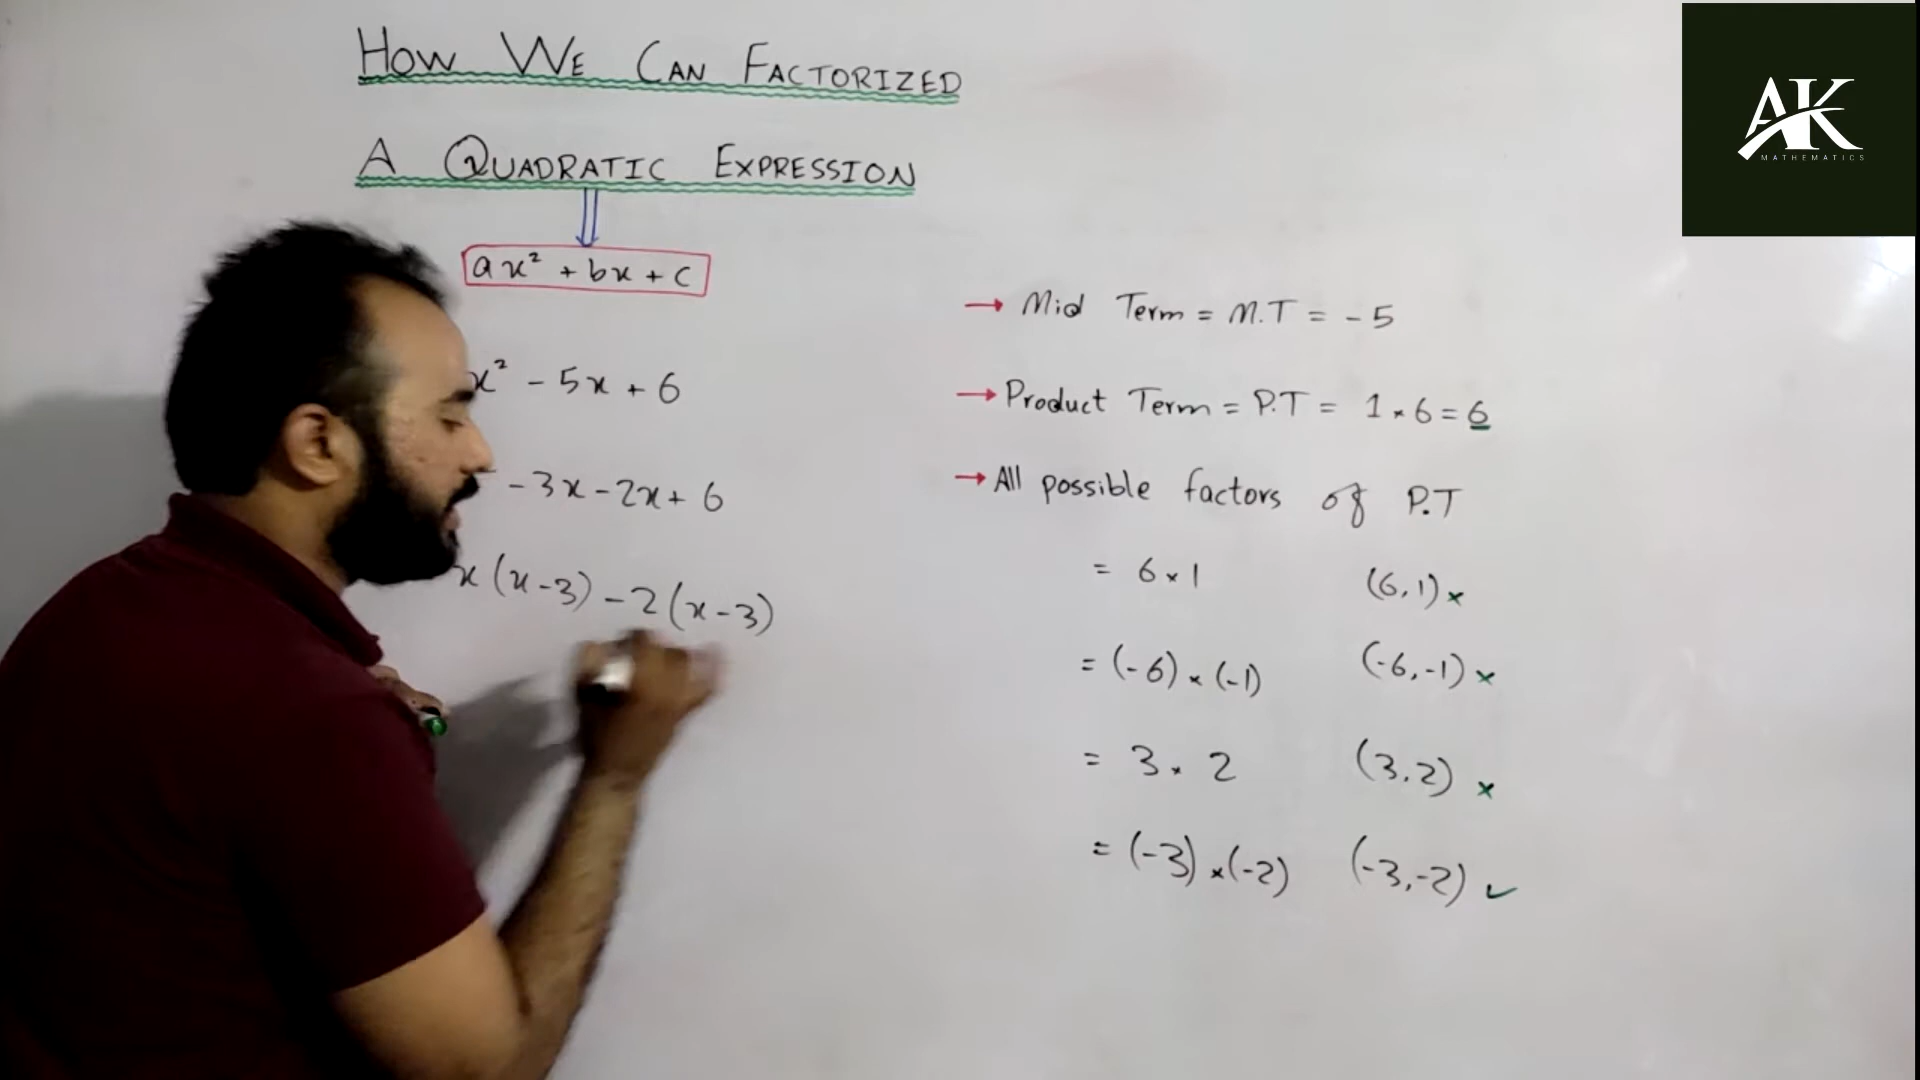 How We Can Factorized
A Quadratic Expression
ax² + bx + c
x² - 5x + 6
- 3x - 2x + 6
x (x - 3) - 2 (x - 3)
→ Mid Term = M.T = - 5
→ Product Term = P.T = 1 × 6 = 6
→ All possible factors of P.T
= 6 × 1 (6, 1) ×
= (-6) × (-1) (-6, -1) ×
= 3 × 2 (3, 2) ×
= (-3) × (-2) (-3, -2) ✓
AK
MATHEMATICS